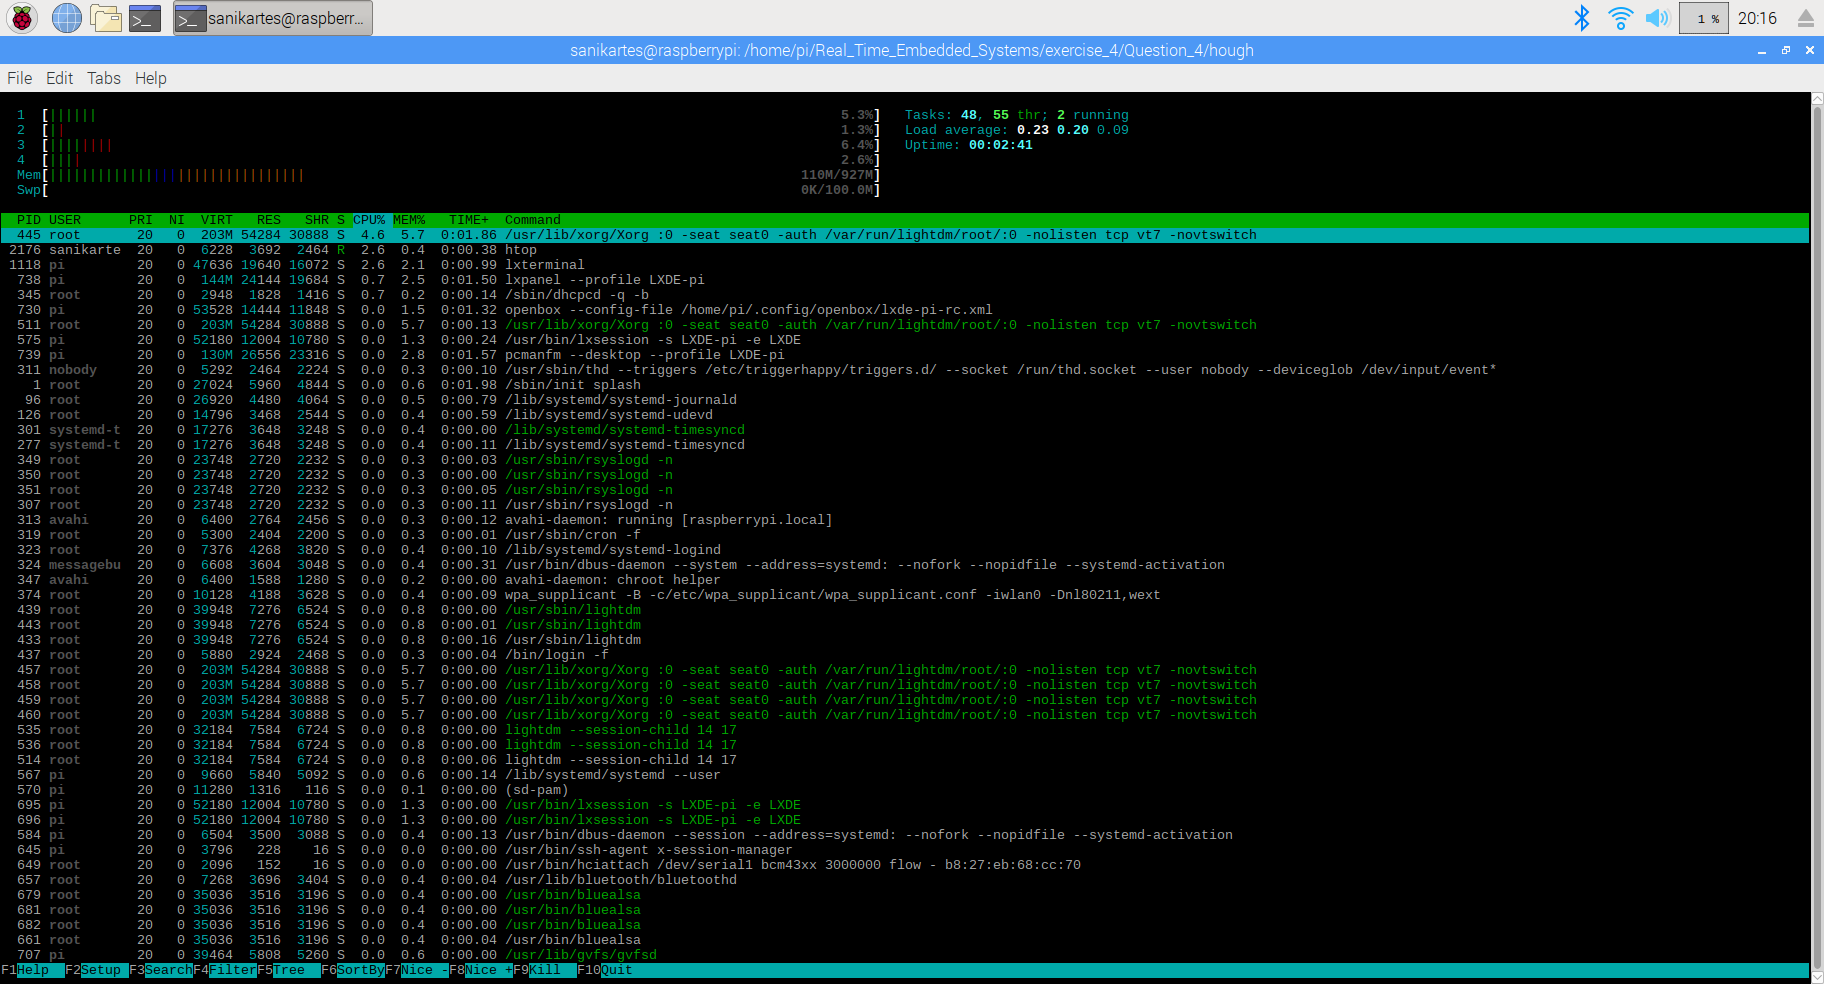 sanikartes@raspberr... 1 % 20:16
sanikartes@raspberrypi: /home/pi/Real_Time_Embedded_Systems/exercise_4/Question_4/hough
File Edit Tabs Help
1 [|||||| 5.3%] Tasks: 48, 55 thr; 2 running
2 [|| 1.3%] Load average: 0.23 0.20 0.09
3 [|||||||| 6.4%] Uptime: 00:02:41
4 [|||| 2.6%]
Mem[|||||||||||||||||||||||||||||||| 110M/927M]
Swp[ 0K/100.0M]
PID USER PRI NI VIRT RES SHR S CPU% MEM% TIME+ Command
445 root 20 0 203M 54284 30888 S 4.6 5.7 0:01.86 /usr/lib/xorg/Xorg :0 -seat seat0 -auth /var/run/lightdm/root/:0 -nolisten tcp vt7 -novtswitch
2176 sanikarte 20 0 6228 3692 2464 R 2.6 0.4 0:00.38 htop
1118 pi 20 0 47636 19640 16072 S 2.6 2.1 0:00.99 lxterminal
738 pi 20 0 144M 24144 19684 S 0.7 2.5 0:01.50 lxpanel --profile LXDE-pi
345 root 20 0 2948 1828 1416 S 0.7 0.2 0:00.14 /sbin/dhcpcd -q -b
730 pi 20 0 53528 14444 11848 S 0.0 1.5 0:01.32 openbox --config-file /home/pi/.config/openbox/lxde-pi-rc.xml
511 root 20 0 203M 54284 30888 S 0.0 5.7 0:00.13 /usr/lib/xorg/Xorg :0 -seat seat0 -auth /var/run/lightdm/root/:0 -nolisten tcp vt7 -novtswitch
575 pi 20 0 52180 12004 10780 S 0.0 1.3 0:00.24 /usr/bin/lxsession -s LXDE-pi -e LXDE
739 pi 20 0 130M 26556 23316 S 0.0 2.8 0:01.57 pcmanfm --desktop --profile LXDE-pi
311 nobody 20 0 5292 2464 2224 S 0.0 0.3 0:00.10 /usr/sbin/thd --triggers /etc/triggerhappy/triggers.d/ --socket /run/thd.socket --user nobody --deviceglob /dev/input/event*
1 root 20 0 27024 5960 4844 S 0.0 0.6 0:01.98 /sbin/init splash
96 root 20 0 26920 4480 4064 S 0.0 0.5 0:00.79 /lib/systemd/systemd-journald
126 root 20 0 14796 3468 2544 S 0.0 0.4 0:00.59 /lib/systemd/systemd-udevd
301 systemd-t 20 0 17276 3648 3248 S 0.0 0.4 0:00.00 /lib/systemd/systemd-timesyncd
277 systemd-t 20 0 17276 3648 3248 S 0.0 0.4 0:00.11 /lib/systemd/systemd-timesyncd
349 root 20 0 23748 2720 2232 S 0.0 0.3 0:00.03 /usr/sbin/rsyslogd -n
350 root 20 0 23748 2720 2232 S 0.0 0.3 0:00.00 /usr/sbin/rsyslogd -n
351 root 20 0 23748 2720 2232 S 0.0 0.3 0:00.05 /usr/sbin/rsyslogd -n
307 root 20 0 23748 2720 2232 S 0.0 0.3 0:00.11 /usr/sbin/rsyslogd -n
313 avahi 20 0 6400 2764 2456 S 0.0 0.3 0:00.12 avahi-daemon: running [raspberrypi.local]
319 root 20 0 5300 2404 2200 S 0.0 0.3 0:00.01 /usr/sbin/cron -f
323 root 20 0 7376 4268 3820 S 0.0 0.4 0:00.10 /lib/systemd/systemd-logind
324 messagebu 20 0 6608 3604 3048 S 0.0 0.4 0:00.31 /usr/bin/dbus-daemon --system --address=systemd: --nofork --nopidfile --systemd-activation
347 avahi 20 0 6400 1588 1280 S 0.0 0.2 0:00.00 avahi-daemon: chroot helper
374 root 20 0 10128 4188 3628 S 0.0 0.4 0:00.09 wpa_supplicant -B -c/etc/wpa_supplicant/wpa_supplicant.conf -iwlan0 -Dnl80211,wext
439 root 20 0 39948 7276 6524 S 0.0 0.8 0:00.00 /usr/sbin/lightdm
443 root 20 0 39948 7276 6524 S 0.0 0.8 0:00.01 /usr/sbin/lightdm
433 root 20 0 39948 7276 6524 S 0.0 0.8 0:00.16 /usr/sbin/lightdm
437 root 20 0 5880 2924 2468 S 0.0 0.3 0:00.04 /bin/login -f
457 root 20 0 203M 54284 30888 S 0.0 5.7 0:00.00 /usr/lib/xorg/Xorg :0 -seat seat0 -auth /var/run/lightdm/root/:0 -nolisten tcp vt7 -novtswitch
458 root 20 0 203M 54284 30888 S 0.0 5.7 0:00.00 /usr/lib/xorg/Xorg :0 -seat seat0 -auth /var/run/lightdm/root/:0 -nolisten tcp vt7 -novtswitch
459 root 20 0 203M 54284 30888 S 0.0 5.7 0:00.00 /usr/lib/xorg/Xorg :0 -seat seat0 -auth /var/run/lightdm/root/:0 -nolisten tcp vt7 -novtswitch
460 root 20 0 203M 54284 30888 S 0.0 5.7 0:00.00 /usr/lib/xorg/Xorg :0 -seat seat0 -auth /var/run/lightdm/root/:0 -nolisten tcp vt7 -novtswitch
535 root 20 0 32184 7584 6724 S 0.0 0.8 0:00.00 lightdm --session-child 14 17
536 root 20 0 32184 7584 6724 S 0.0 0.8 0:00.00 lightdm --session-child 14 17
514 root 20 0 32184 7584 6724 S 0.0 0.8 0:00.06 lightdm --session-child 14 17
567 pi 20 0 9660 5840 5092 S 0.0 0.6 0:00.14 /lib/systemd/systemd --user
570 pi 20 0 11280 1316 116 S 0.0 0.1 0:00.00 (sd-pam)
695 pi 20 0 52180 12004 10780 S 0.0 1.3 0:00.00 /usr/bin/lxsession -s LXDE-pi -e LXDE
696 pi 20 0 52180 12004 10780 S 0.0 1.3 0:00.00 /usr/bin/lxsession -s LXDE-pi -e LXDE
584 pi 20 0 6504 3500 3088 S 0.0 0.4 0:00.13 /usr/bin/dbus-daemon --session --address=systemd: --nofork --nopidfile --systemd-activation
645 pi 20 0 3796 228 16 S 0.0 0.0 0:00.00 /usr/bin/ssh-agent x-session-manager
649 root 20 0 2096 152 16 S 0.0 0.0 0:00.00 /usr/bin/hciattach /dev/serial1 bcm43xx 3000000 flow - b8:27:eb:68:cc:70
657 root 20 0 7268 3696 3404 S 0.0 0.4 0:00.04 /usr/lib/bluetooth/bluetoothd
679 root 20 0 35036 3516 3196 S 0.0 0.4 0:00.00 /usr/bin/bluealsa
681 root 20 0 35036 3516 3196 S 0.0 0.4 0:00.00 /usr/bin/bluealsa
682 root 20 0 35036 3516 3196 S 0.0 0.4 0:00.00 /usr/bin/bluealsa
661 root 20 0 35036 3516 3196 S 0.0 0.4 0:00.04 /usr/bin/bluealsa
707 pi 20 0 39464 5808 5260 S 0.0 0.6 0:00.00 /usr/lib/gvfs/gvfsd
F1Help F2Setup F3SearchF4FilterF5Tree F6SortByF7Nice -F8Nice +F9Kill F10Quit